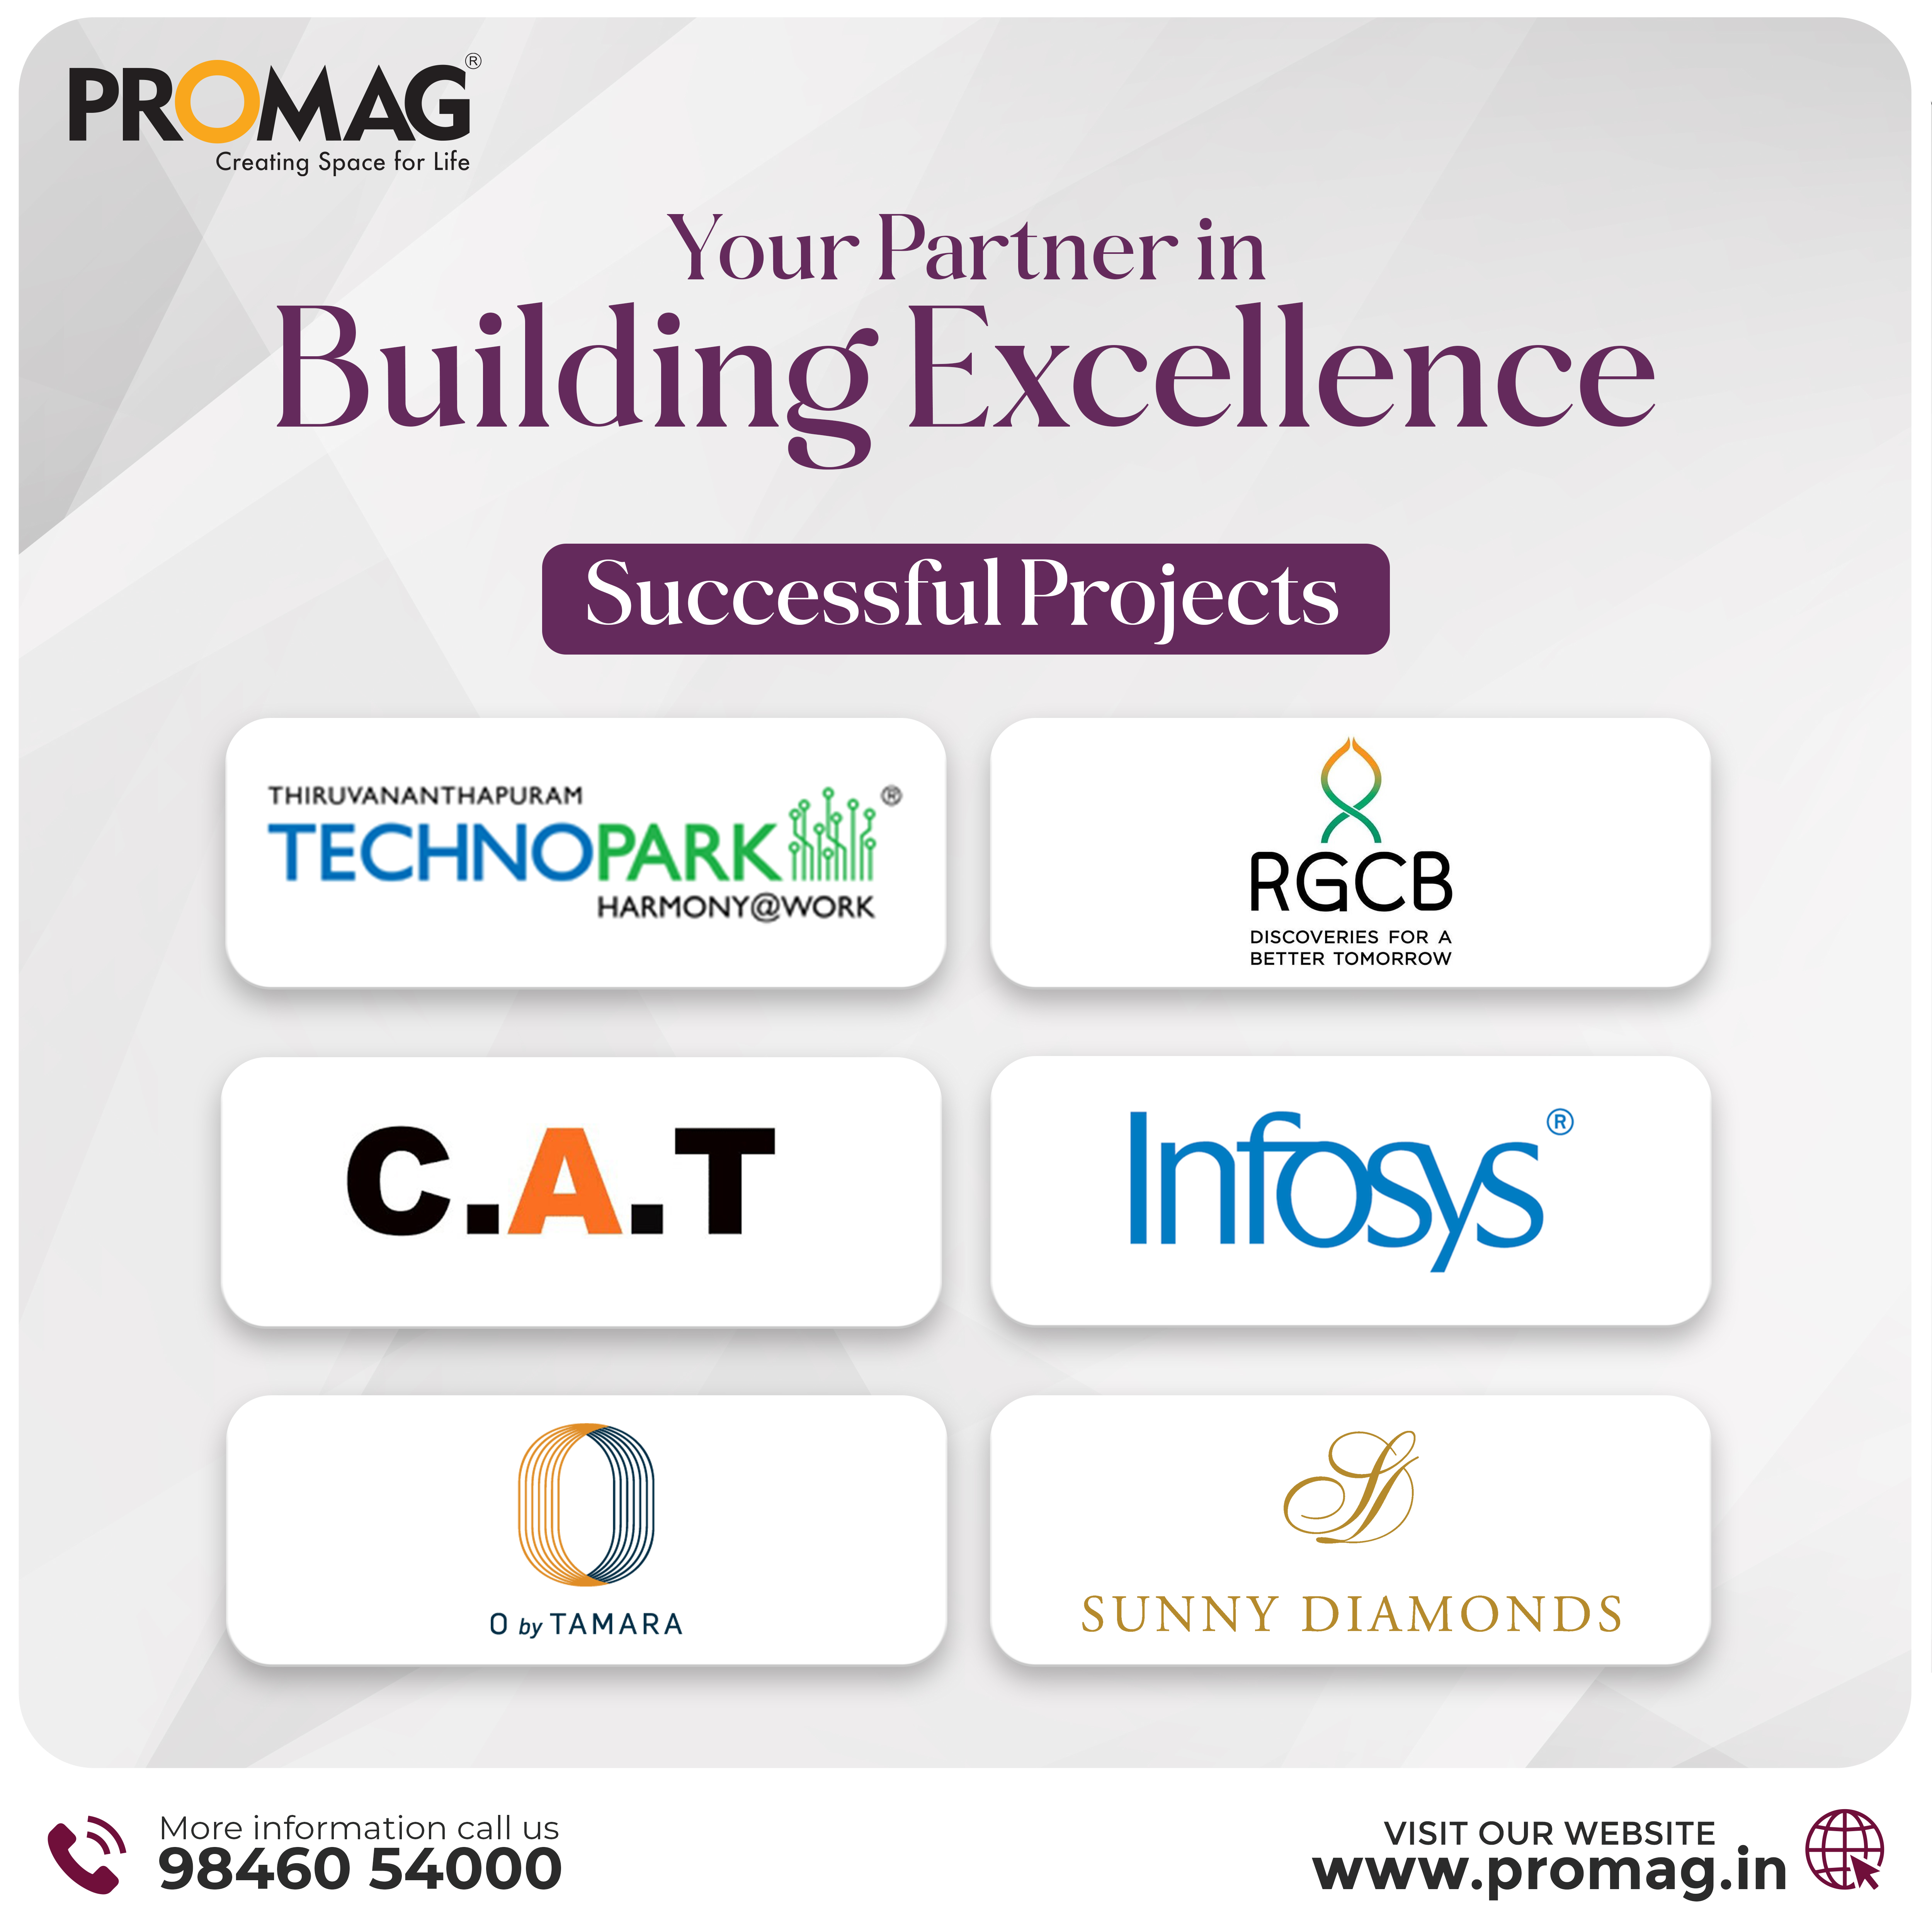 PROMAG®
Creating Space for Life
Your Partner in
Building Excellence
Successful Projects
THIRUVANANTHAPURAM
TECHNOPARK®
HARMONY@WORK
RGCB
DISCOVERIES FOR A
BETTER TOMORROW
C.A.T
Infosys®
O by TAMARA
SD
SUNNY DIAMONDS
More information call us
98460 54000
VISIT OUR WEBSITE
www.promag.in